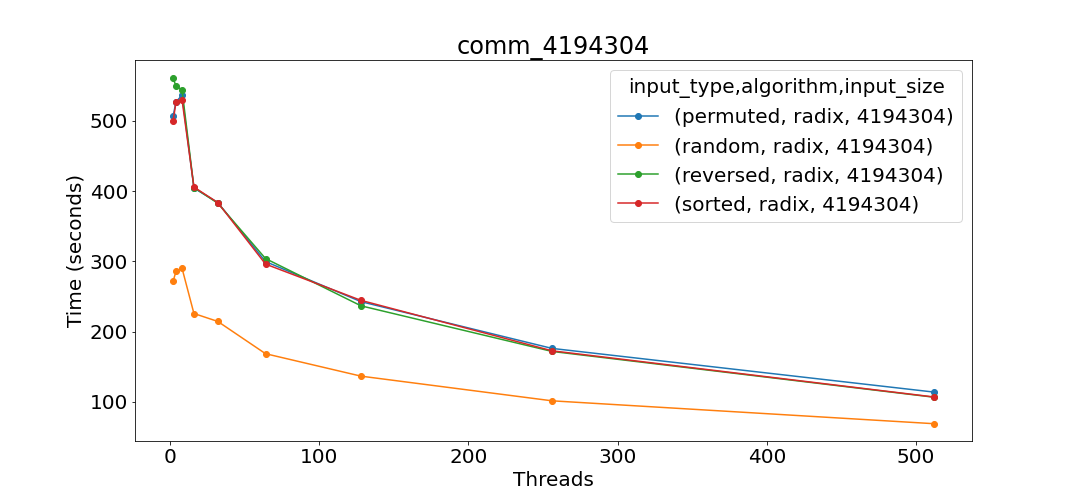 comm_4194304
input_type,algorithm,input_size
(permuted, radix, 4194304)
(random, radix, 4194304)
(reversed, radix, 4194304)
(sorted, radix, 4194304)
Time (seconds)
500
400
300
200
100
0 100 200 300 400 500
Threads